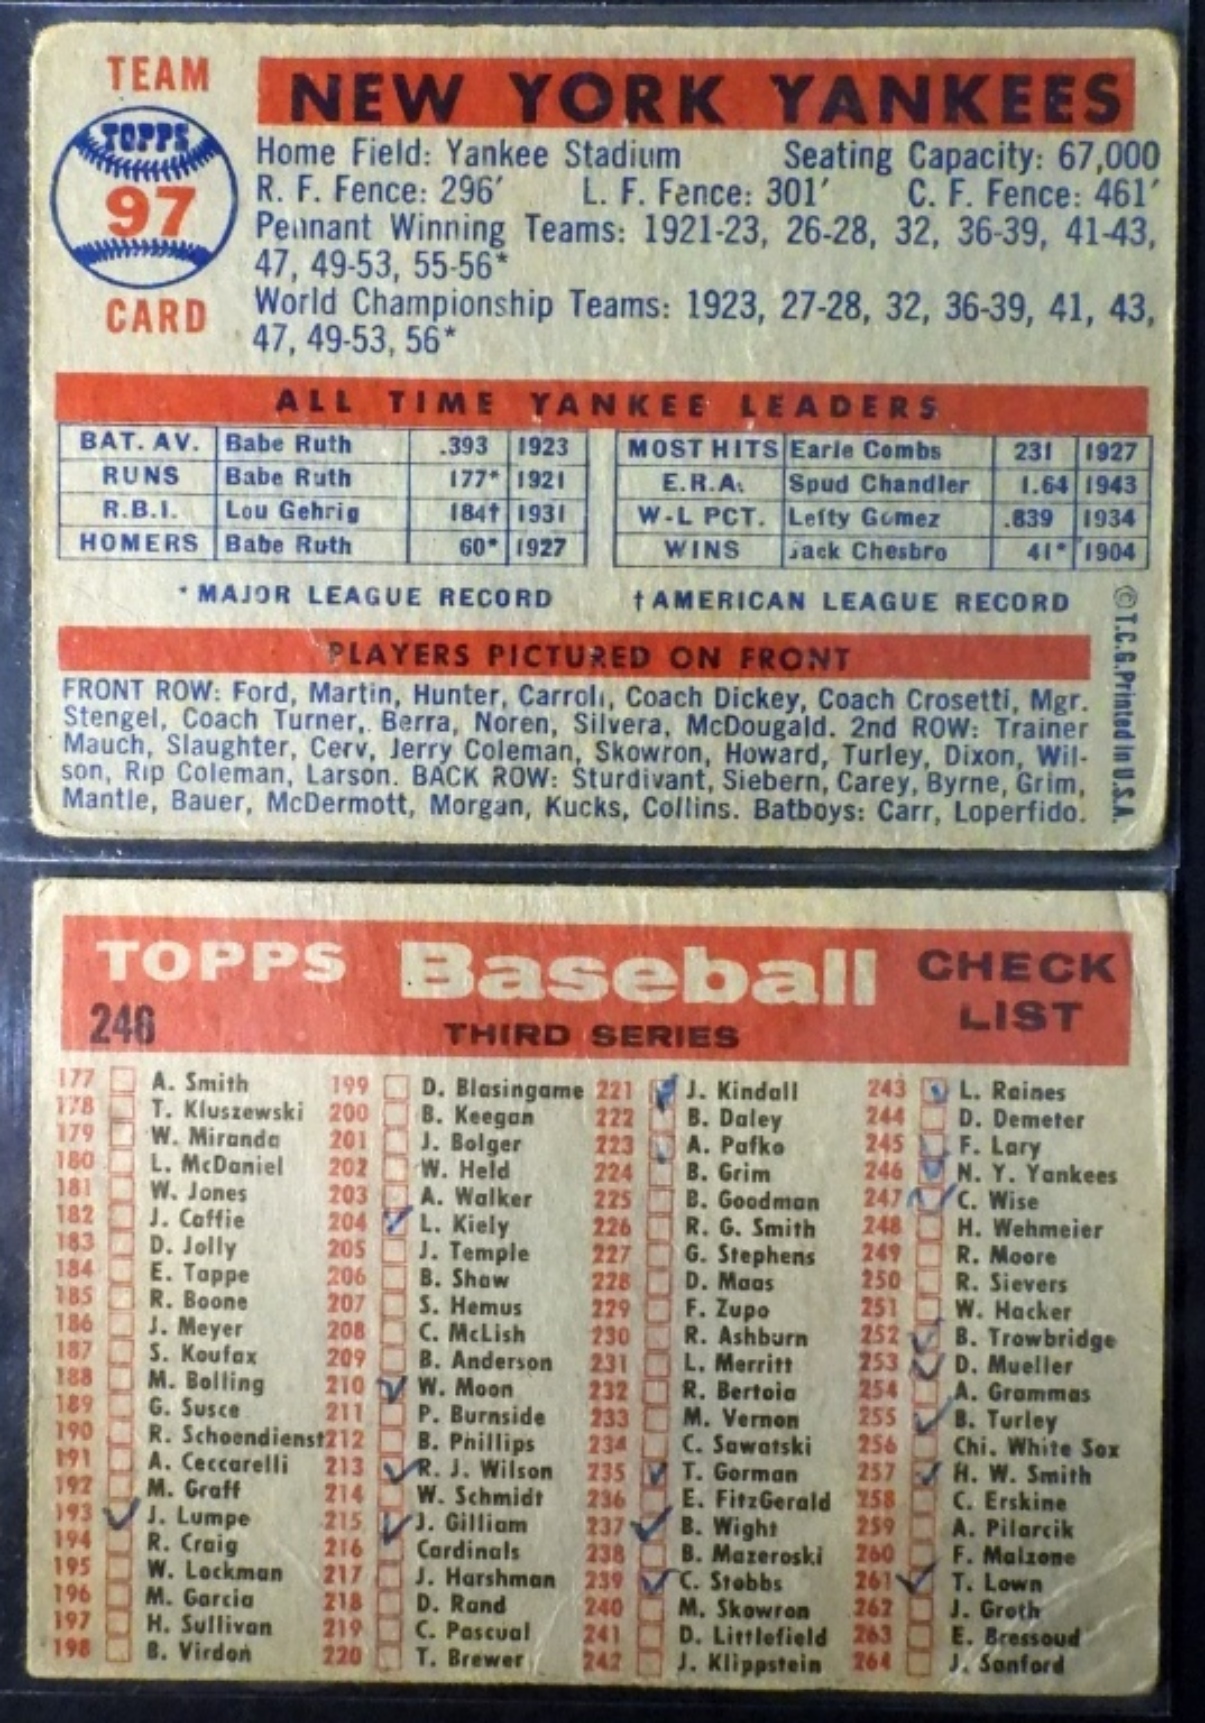 TEAM
TOPPS
97
CARD
NEW YORK YANKEES
Home Field: Yankee Stadium Seating Capacity: 67,000
R. F. Fence: 296′ L. F. Fence: 301′ C. F. Fence: 461′
Pennant Winning Teams: 1921-23, 26-28, 32, 36-39, 41-43,
47, 49-53, 55-56*
World Championship Teams: 1923, 27-28, 32, 36-39, 41, 43,
47, 49-53, 56*
ALL TIME YANKEE LEADERS
BAT. AV. Babe Ruth .393 1923 MOST HITS Earle Combs 231 1927
RUNS Babe Ruth 177* 1921 E.R.A. Spud Chandler 1.64 1943
R.B.I. Lou Gehrig 184† 1931 W-L PCT. Lefty Gomez .839 1934
HOMERS Babe Ruth 60* 1927 WINS Jack Chesbro 41* 1904
*MAJOR LEAGUE RECORD †AMERICAN LEAGUE RECORD
PLAYERS PICTURED ON FRONT
FRONT ROW: Ford, Martin, Hunter, Carroll, Coach Dickey, Coach Crosetti, Mgr.
Stengel, Coach Turner, Berra, Noren, Silvera, McDougald. 2nd ROW: Trainer
Mauch, Slaughter, Cerv, Jerry Coleman, Skowron, Howard, Turley, Dixon, Wil-
son, Rip Coleman, Larson. BACK ROW: Sturdivant, Siebern, Carey, Byrne, Grim,
Mantle, Bauer, McDermott, Morgan, Kucks, Collins. Batboys: Carr, Loperfido.
©T.C.G. Printed in U.S.A.
TOPPS Baseball CHECK LIST
246 THIRD SERIES
177 A. Smith
178 T. Kluszewski
179 W. Miranda
180 L. McDaniel
181 W. Jones
182 J. Caffie
183 D. Jolly
184 E. Tappe
185 R. Boone
186 J. Meyer
187 S. Koufax
188 M. Bolling
189 G. Susce
190 R. Schoendienst
191 A. Ceccarelli
192 M. Graff
193 J. Lumpe
194 R. Craig
195 W. Lockman
196 M. Garcia
197 H. Sullivan
198 B. Virdon
199 D. Blasingame
200 B. Keegan
201 J. Bolger
202 W. Held
203 A. Walker
204 L. Kiely
205 J. Temple
206 B. Shaw
207 S. Hemus
208 C. McLish
209 B. Anderson
210 W. Moon
211 P. Burnside
212 B. Phillips
213 R. J. Wilson
214 W. Schmidt
215 J. Gilliam
216 Cardinals
217 J. Harshman
218 D. Rand
219 C. Pascual
220 T. Brewer
221 J. Kindall
222 B. Daley
223 A. Pafko
224 B. Grim
225 B. Goodman
226 R. G. Smith
227 G. Stephens
228 D. Maas
229 F. Zupo
230 R. Ashburn
231 L. Merritt
232 R. Bertoia
233 M. Vernon
234 C. Sawatski
235 T. Gorman
236 E. FitzGerald
237 B. Wight
238 B. Mazeroski
239 C. Stobbs
240 M. Skowron
241 D. Littlefield
242 J. Klippstein
243 L. Raines
244 D. Demeter
245 F. Lary
246 N. Y. Yankees
247 C. Wise
248 H. Wehmeier
249 R. Moore
250 R. Sievers
251 W. Hacker
252 B. Trowbridge
253 D. Mueller
254 A. Grammas
255 B. Turley
256 Chi. White Sox
257 H. W. Smith
258 C. Erskine
259 A. Pilarcik
260 F. Malzone
261 T. Lown
262 J. Groth
263 E. Bressoud
264 J. Sanford